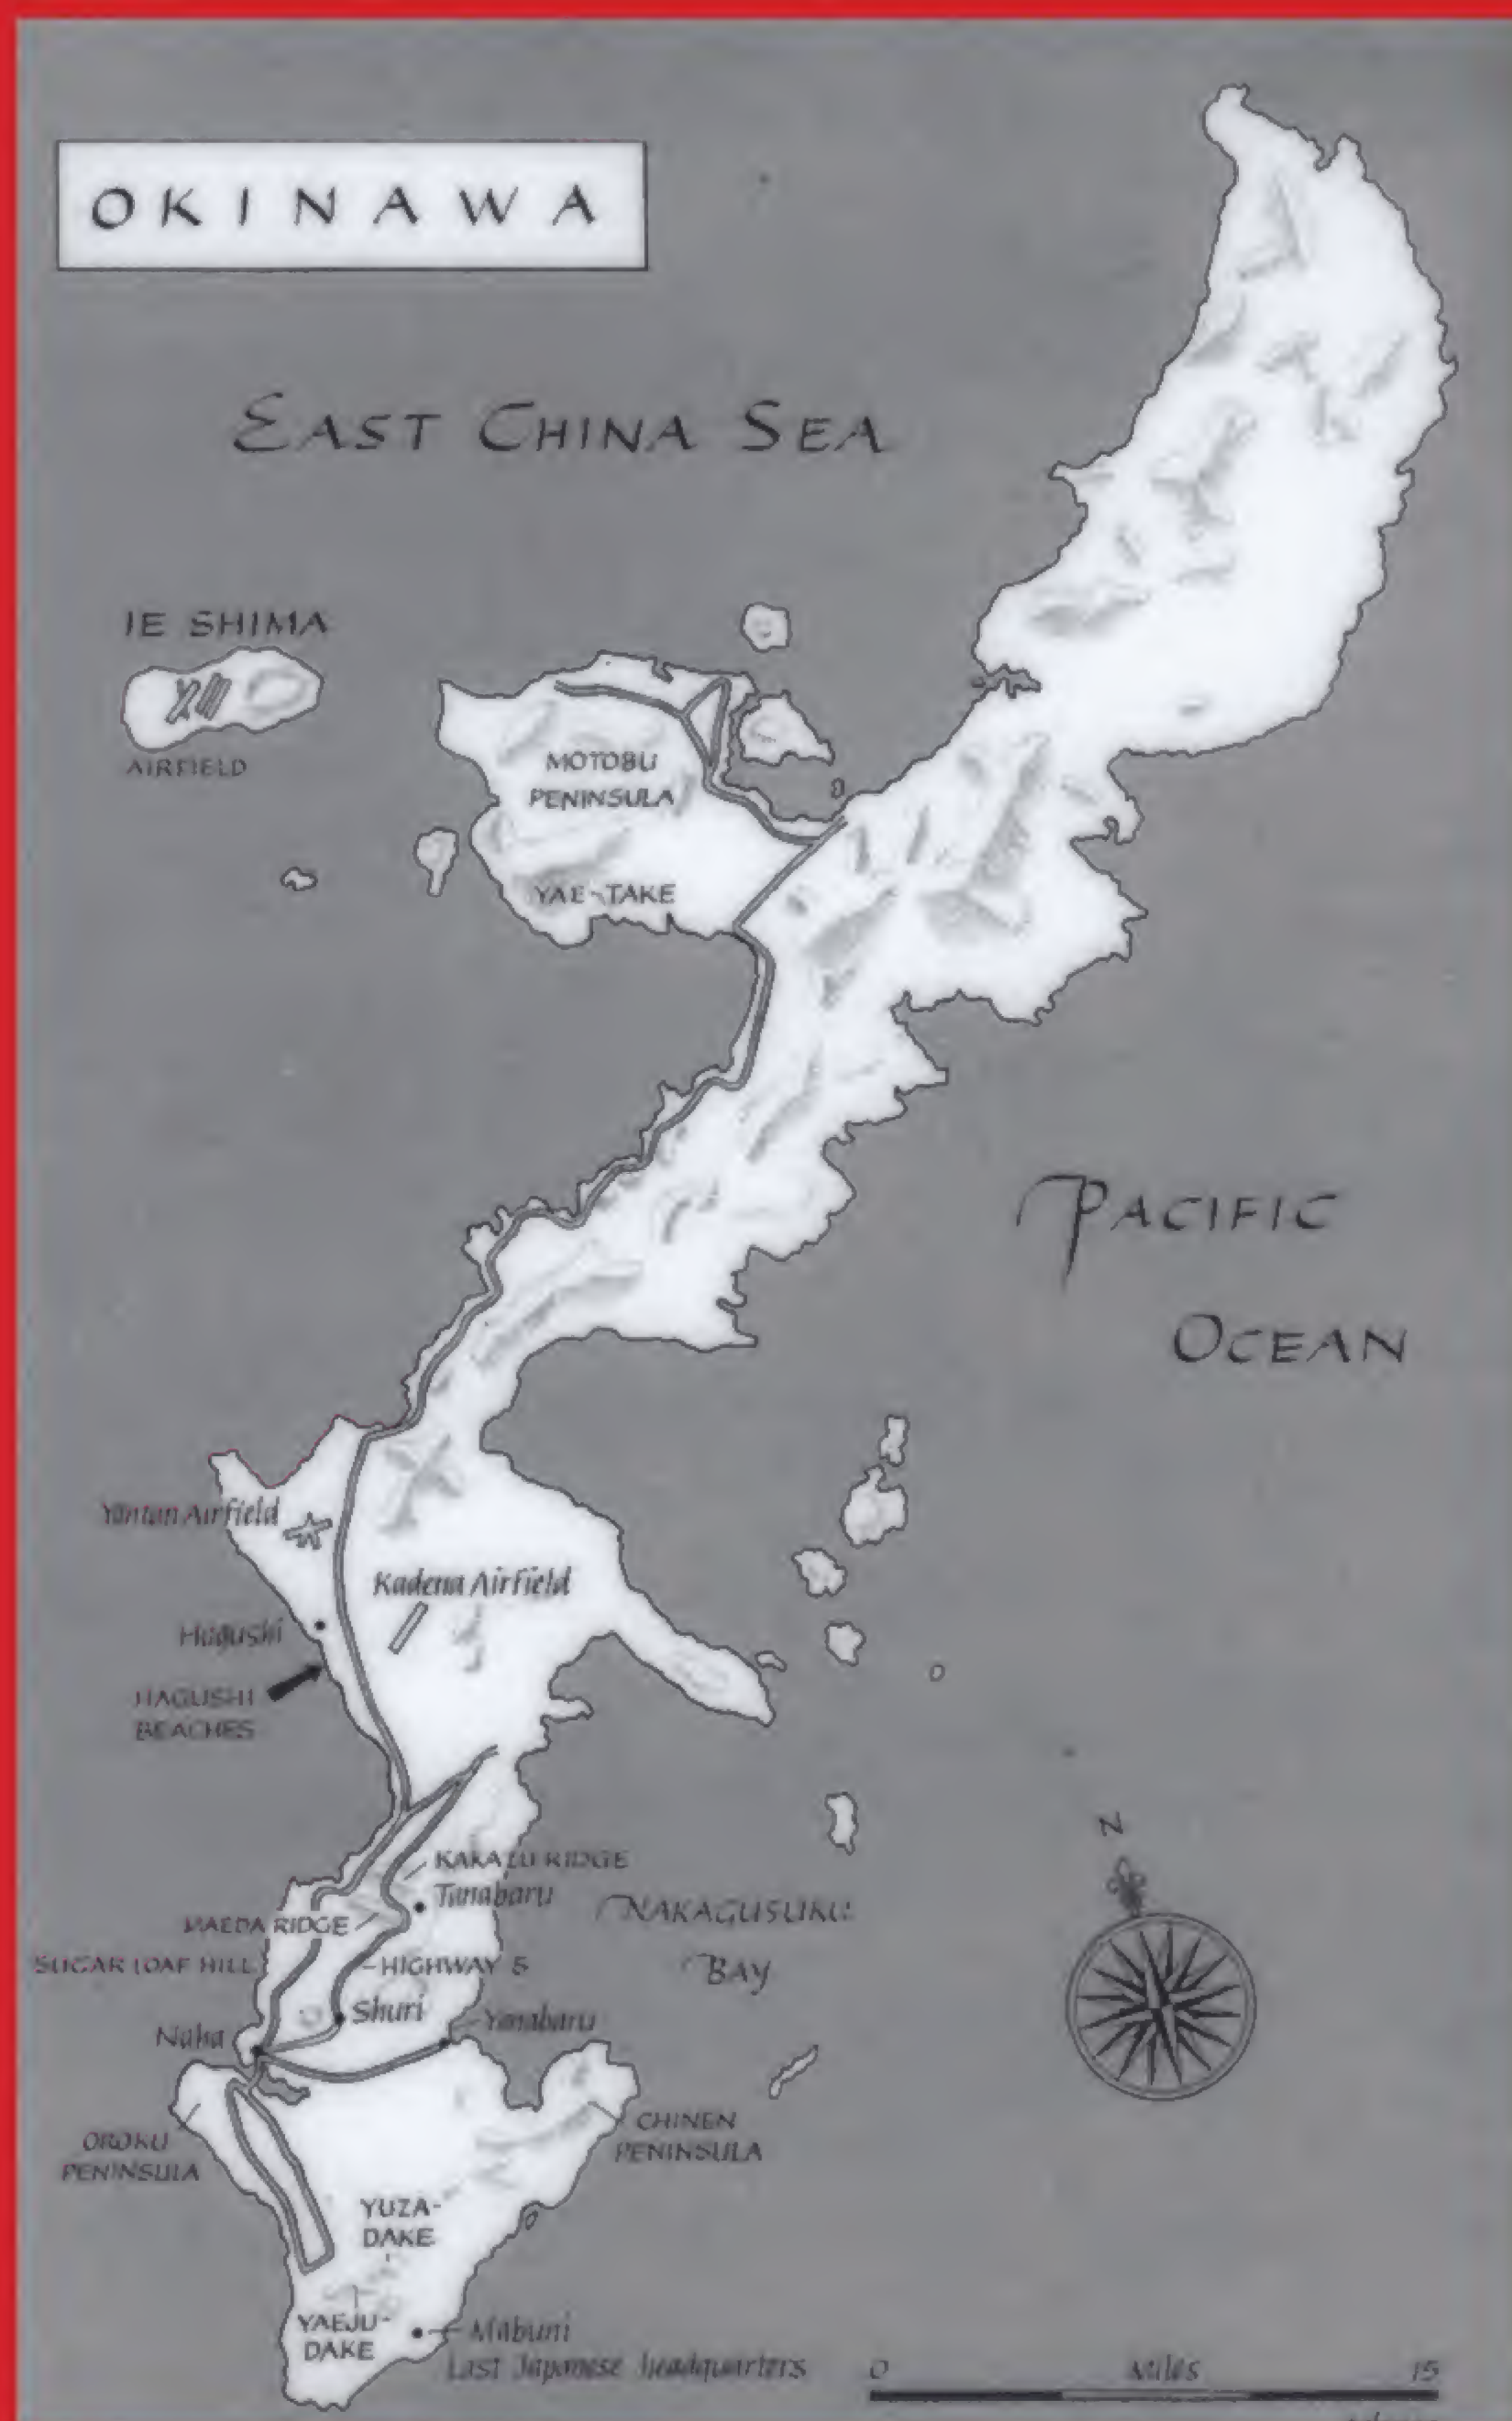 OKINAWA
EAST CHINA SEA
IE SHIMA
AIRFIELD
MOTOBU
PENINSULA
YAE-TAKE
PACIFIC
OCEAN
Yontan Airfield
Kadena Airfield
Hagushi
HAGUSHI
BEACHES
KAKAZU RIDGE
Tanabaru
MAEDA RIDGE
NAKAGUSUKU
BAY
SUGAR LOAF HILL
HIGHWAY 5
Shuri
Yonabaru
Naha
N
OROKU
PENINSULA
CHINEN
PENINSULA
YUZA-
DAKE
YAEJU-
DAKE
Mabuni
Last Japanese headquarters
0 Miles 15